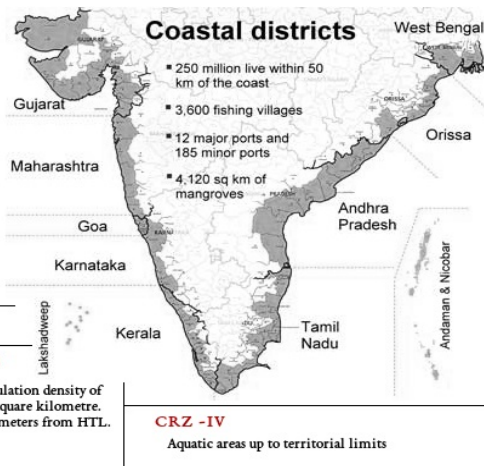 Coastal districts
West Bengal
250 million live within 50
km of the coast
3,600 fishing villages
12 major ports and
185 minor ports
4,120 sq km of
mangroves
Gujarat
Maharashtra
Goa
Karnataka
Kerala
Lakshadweep
Orissa
Andhra
Pradesh
Tamil
Nadu
Andaman & Nicobar
GUJARAT
ORISSA
PRADESH
ulation density of
quare kilometre.
meters from HTL.
CRZ -IV
Aquatic areas up to territorial limits